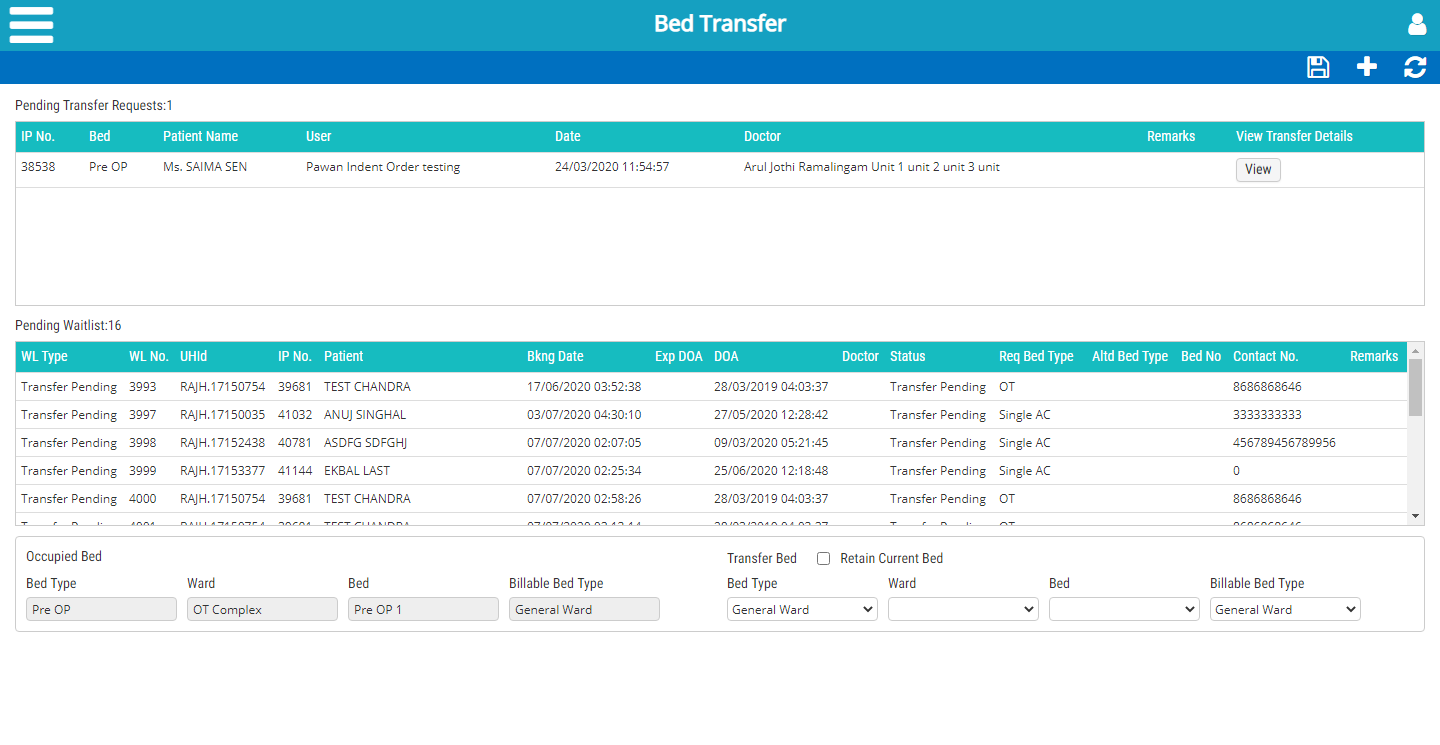 Bed Transfer
Pending Transfer Requests:1
IP No. Bed Patient Name User Date Doctor Remarks View Transfer Details
38538 Pre OP Ms. SAIMA SEN Pawan Indent Order testing 24/03/2020 11:54:57 Arul Jothi Ramalingam Unit 1 unit 2 unit 3 unit View
Pending Waitlist:16
WL Type WL No. UHId IP No. Patient Bkng Date Exp DOA DOA Doctor Status Req Bed Type Altd Bed Type Bed No Contact No. Remarks
Transfer Pending 3993 RAJH.17150754 39681 TEST CHANDRA 17/06/2020 03:52:38 28/03/2019 04:03:37 Transfer Pending OT 8686868646
Transfer Pending 3997 RAJH.17150035 41032 ANUJ SINGHAL 03/07/2020 04:30:10 27/05/2020 12:28:42 Transfer Pending Single AC 3333333333
Transfer Pending 3998 RAJH.17152438 40781 ASDFG SDFGHJ 07/07/2020 02:07:05 09/03/2020 05:21:45 Transfer Pending Single AC 456789456789956
Transfer Pending 3999 RAJH.17153377 41144 EKBAL LAST 07/07/2020 02:25:34 25/06/2020 12:18:48 Transfer Pending Single AC 0
Transfer Pending 4000 RAJH.17150754 39681 TEST CHANDRA 07/07/2020 02:58:26 28/03/2019 04:03:37 Transfer Pending OT 8686868646
Occupied Bed Transfer Bed Retain Current Bed
Bed Type Ward Bed Billable Bed Type Bed Type Ward Bed Billable Bed Type
Pre OP OT Complex Pre OP 1 General Ward General Ward General Ward